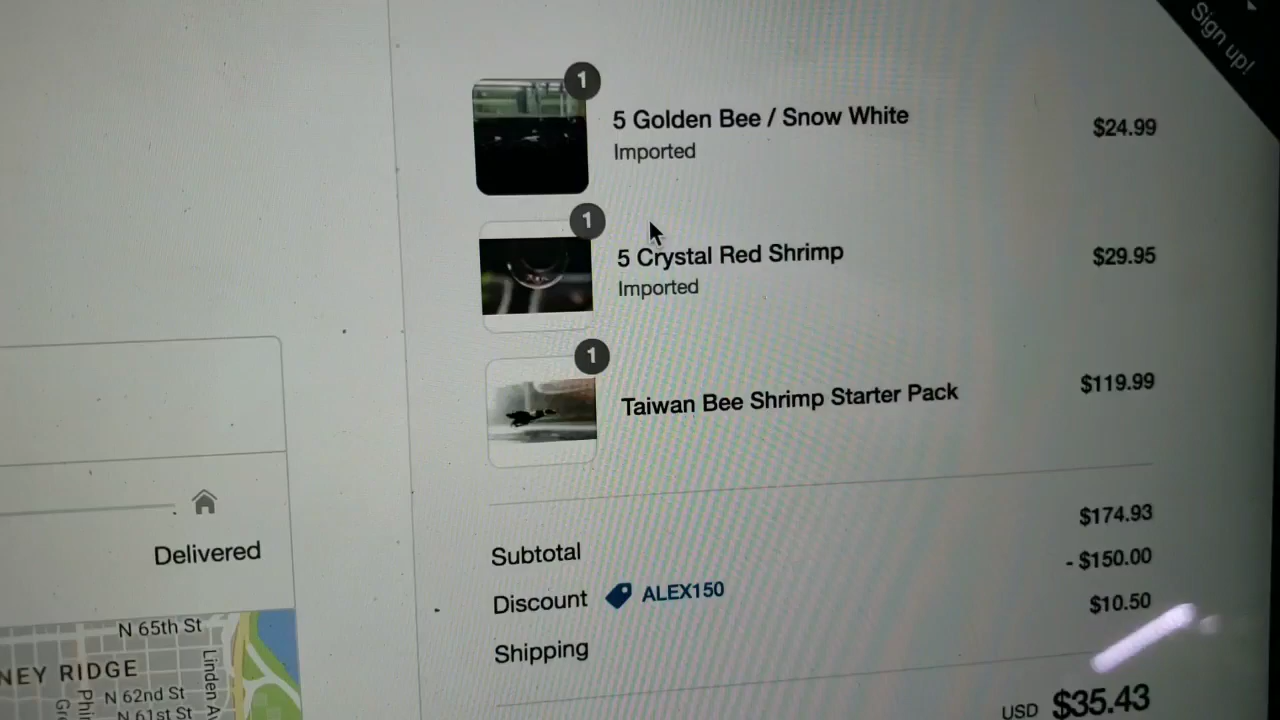 Sign up!
1
5 Golden Bee / Snow White
$24.99
Imported
1
5 Crystal Red Shrimp
$29.95
Imported
1
Taiwan Bee Shrimp Starter Pack
$119.99
Subtotal
$174.93
Discount ALEX150
- $150.00
Shipping
$10.50
USD $35.43
Delivered
N 65th St
NEY RIDGE
Linden A
N 62nd St
N 61st St